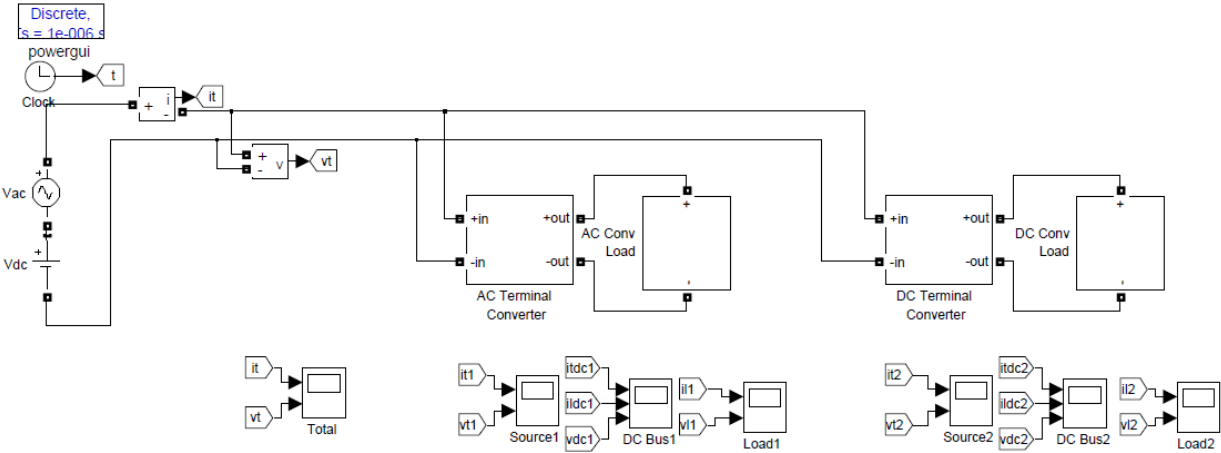 Discrete,
s = 1e-006 s
powergui
t
Clock
i
+
-
it
+
-
v
vt
+
Vac
+
Vdc
+in
+out
-in
-out
AC Terminal
Converter
AC Conv
Load
+
-
+in
+out
-in
-out
DC Terminal
Converter
DC Conv
Load
+
-
it
vt
Total
it1
vt1
Source1
itdc1
ildc1
vdc1
DC Bus1
il1
vl1
Load1
it2
vt2
Source2
itdc2
ildc2
vdc2
DC Bus2
il2
vl2
Load2